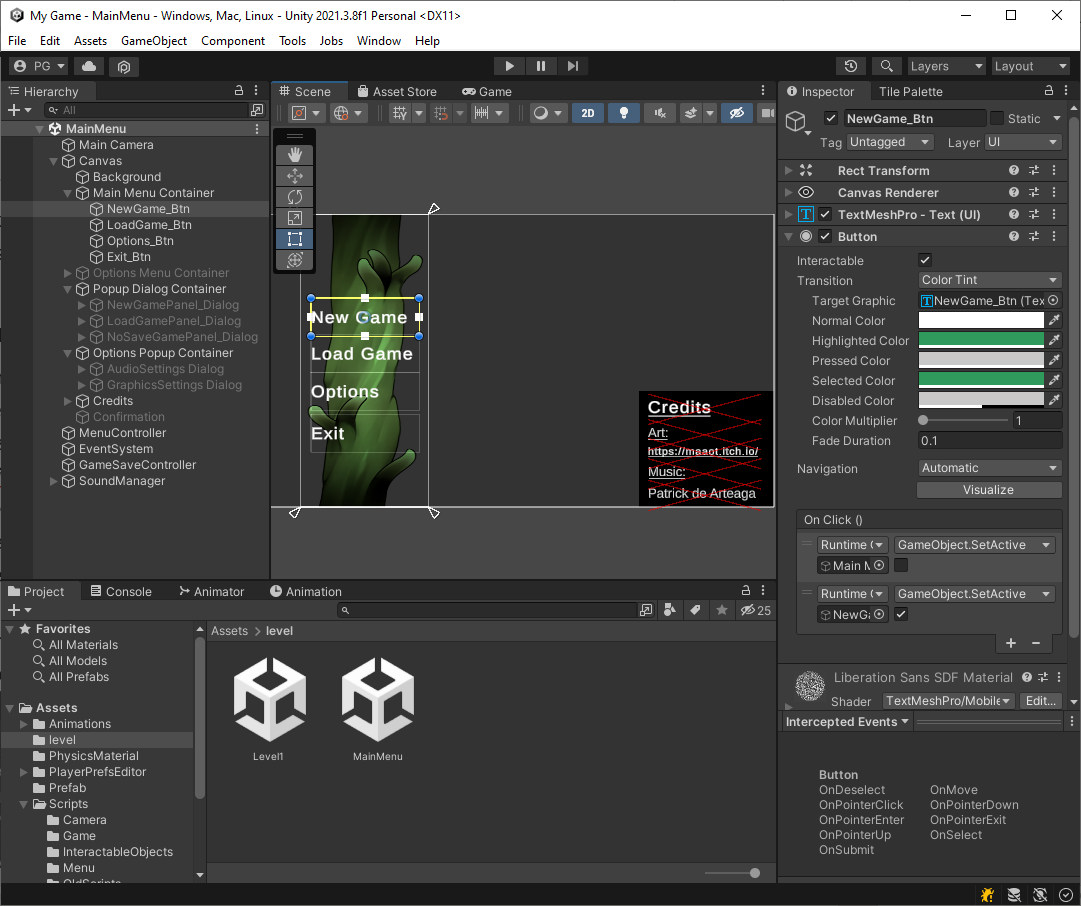 My Game - MainMenu - Windows, Mac, Linux - Unity 2021.3.8f1 Personal <DX11>
File Edit Assets GameObject Component Tools Jobs Window Help
PG Layers Layout
Hierarchy
All
MainMenu
Main Camera
Canvas
Background
Main Menu Container
NewGame_Btn
LoadGame_Btn
Options_Btn
Exit_Btn
Options Menu Container
Popup Dialog Container
NewGamePanel_Dialog
LoadGamePanel_Dialog
NoSaveGamePanel_Dialog
Options Popup Container
AudioSettings Dialog
GraphicsSettings Dialog
Credits
Confirmation
MenuController
EventSystem
GameSaveController
SoundManager
Scene Asset Store Game
2D
New Game
Load Game
Options
Exit
Credits
Art:
https://maaot.itch.io/
Music:
Patrick de Arteaga
Inspector Tile Palette
NewGame_Btn Static
Tag Untagged Layer UI
Rect Transform
Canvas Renderer
TextMeshPro - Text (UI)
Button
Interactable
Transition Color Tint
Target Graphic NewGame_Btn (Tex
Normal Color
Highlighted Color
Pressed Color
Selected Color
Disabled Color
Color Multiplier 1
Fade Duration 0.1
Navigation Automatic
Visualize
On Click ()
Runtime GameObject.SetActive
Main
Runtime GameObject.SetActive
NewGa
Liberation Sans SDF Material
Shader TextMeshPro/Mobile Edit...
Intercepted Events
Button
OnDeselect OnMove
OnPointerClick OnPointerDown
OnPointerEnter OnPointerExit
OnPointerUp OnSelect
OnSubmit
Project Console Animator Animation
25
Favorites
All Materials
All Models
All Prefabs
Assets
Animations
level
PhysicsMaterial
PlayerPrefsEditor
Prefab
Scripts
Camera
Game
InteractableObjects
Menu
OldScripts
Assets > level
Level1 MainMenu